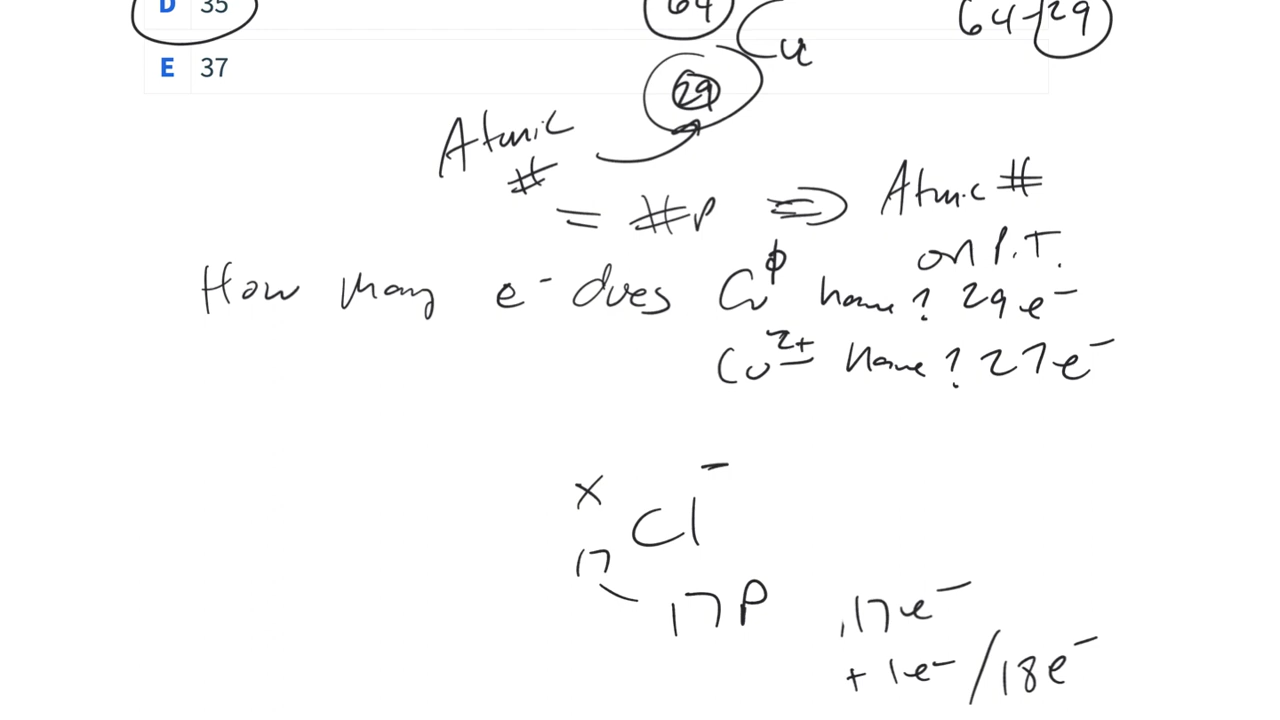 D 35
64
64-29
Cu
E 37
29
Atomic
#
= #P ⇒ Atomic #
on P.T.
How many e⁻ does Cu⁰ have? 29e⁻
Cu²⁺ have? 27e⁻
x
Cl⁻
17
17P 17e⁻
+1e⁻/18e⁻